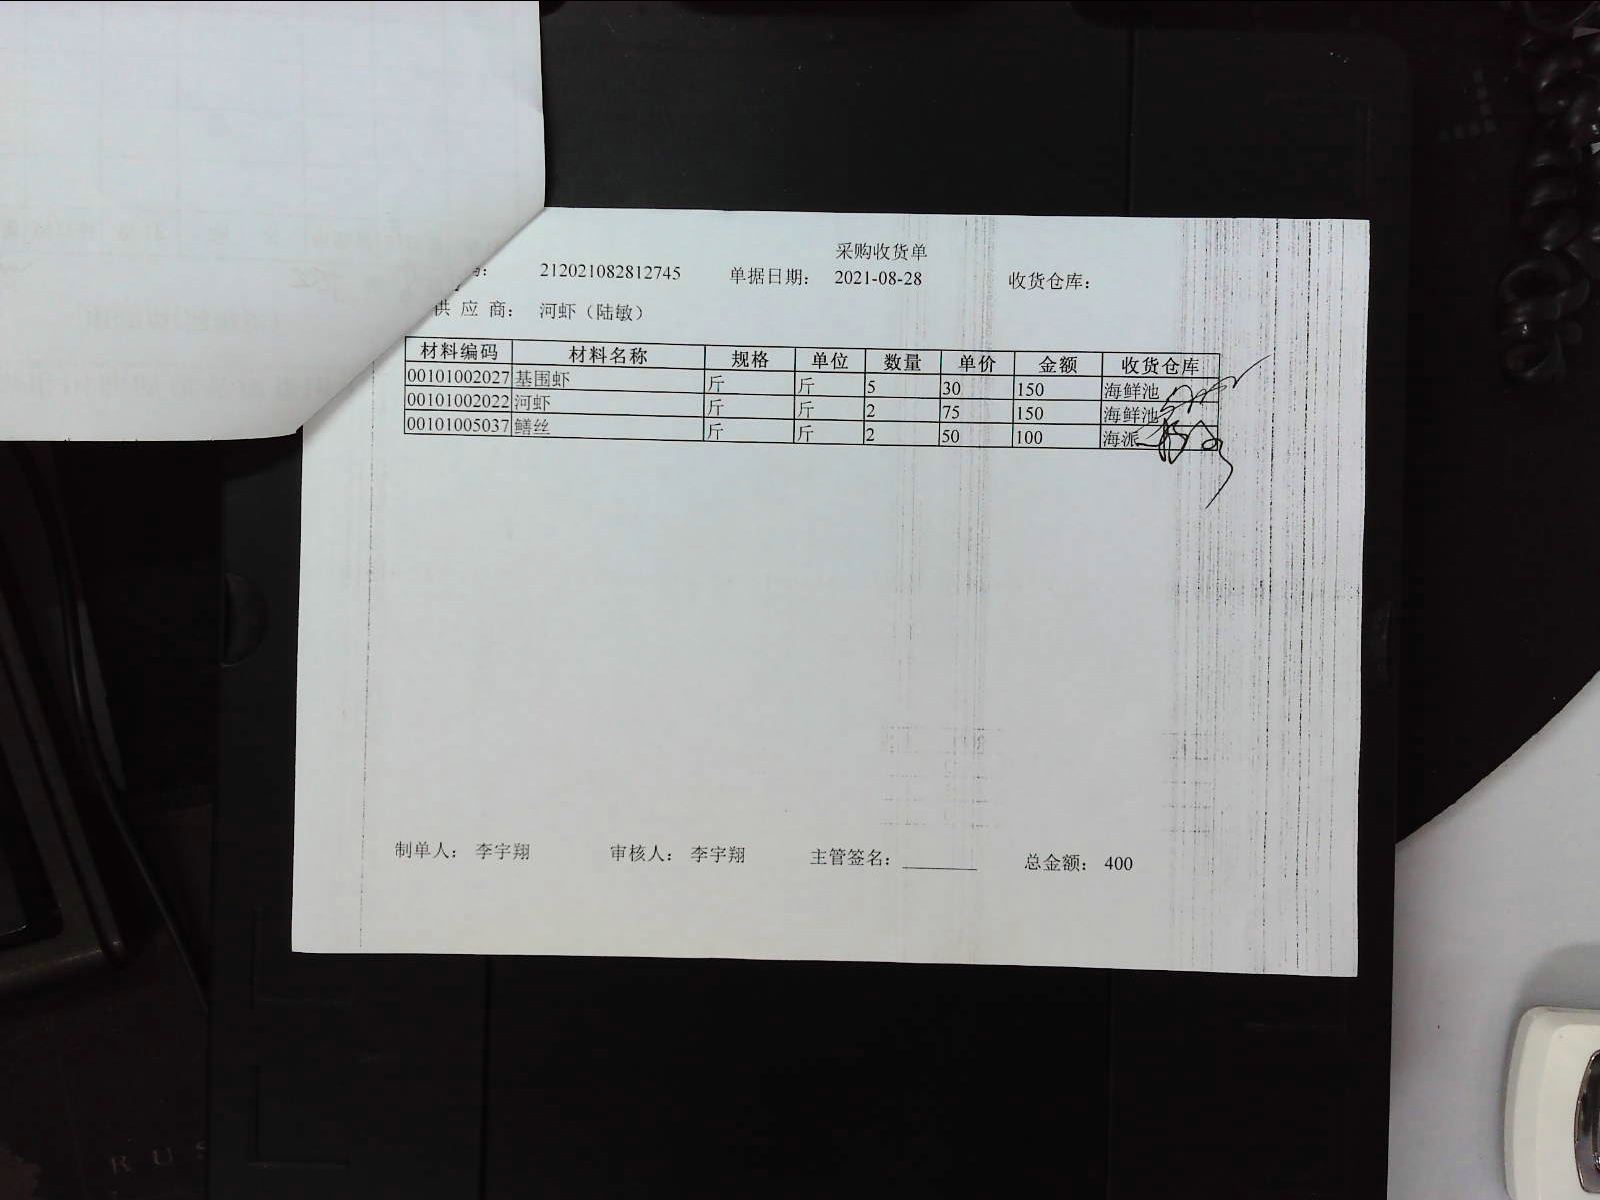 采购收货单
212021082812745 单据日期： 2021-08-28 收货仓库：
供 应 商： 河虾（陆敏）
材料编码 材料名称 规格 单位 数量 单价 金额 收货仓库
00101002027 基围虾 斤 斤 5 30 150 海鲜池
00101002022 河虾 斤 斤 2 75 150 海鲜池
00101005037 鳝丝 斤 斤 2 50 100 海派
制单人： 李宇翔 审核人： 李宇翔 主管签名： 总金额： 400
RUS